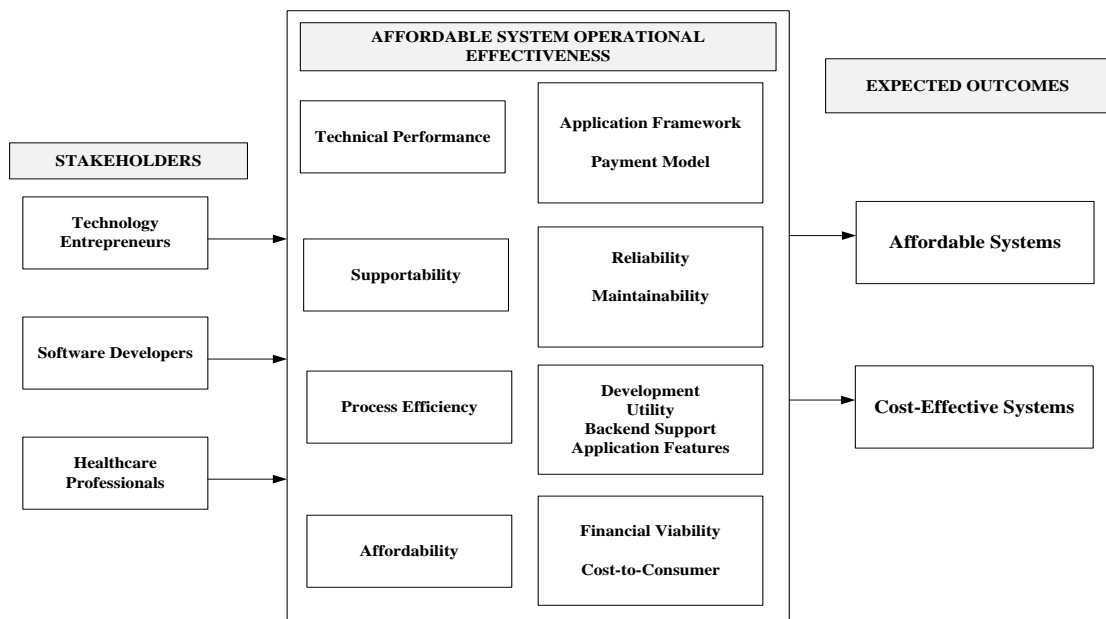 STAKEHOLDERS
Technology
Entrepreneurs
Software Developers
Healthcare
Professionals
AFFORDABLE SYSTEM OPERATIONAL
EFFECTIVENESS
Technical Performance
Application Framework
Payment Model
Supportability
Reliability
Maintainability
Process Efficiency
Development
Utility
Backend Support
Application Features
Affordability
Financial Viability
Cost-to-Consumer
EXPECTED OUTCOMES
Affordable Systems
Cost-Effective Systems